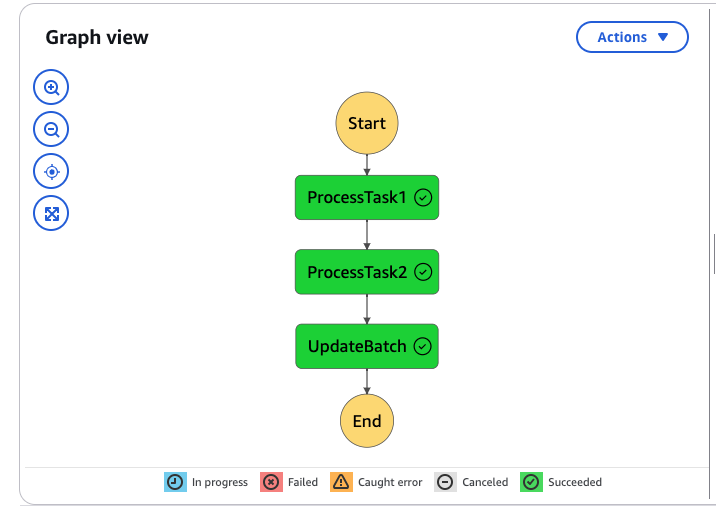 Graph view
Actions
Start
ProcessTask1
ProcessTask2
UpdateBatch
End
In progress
Failed
Caught error
Canceled
Succeeded